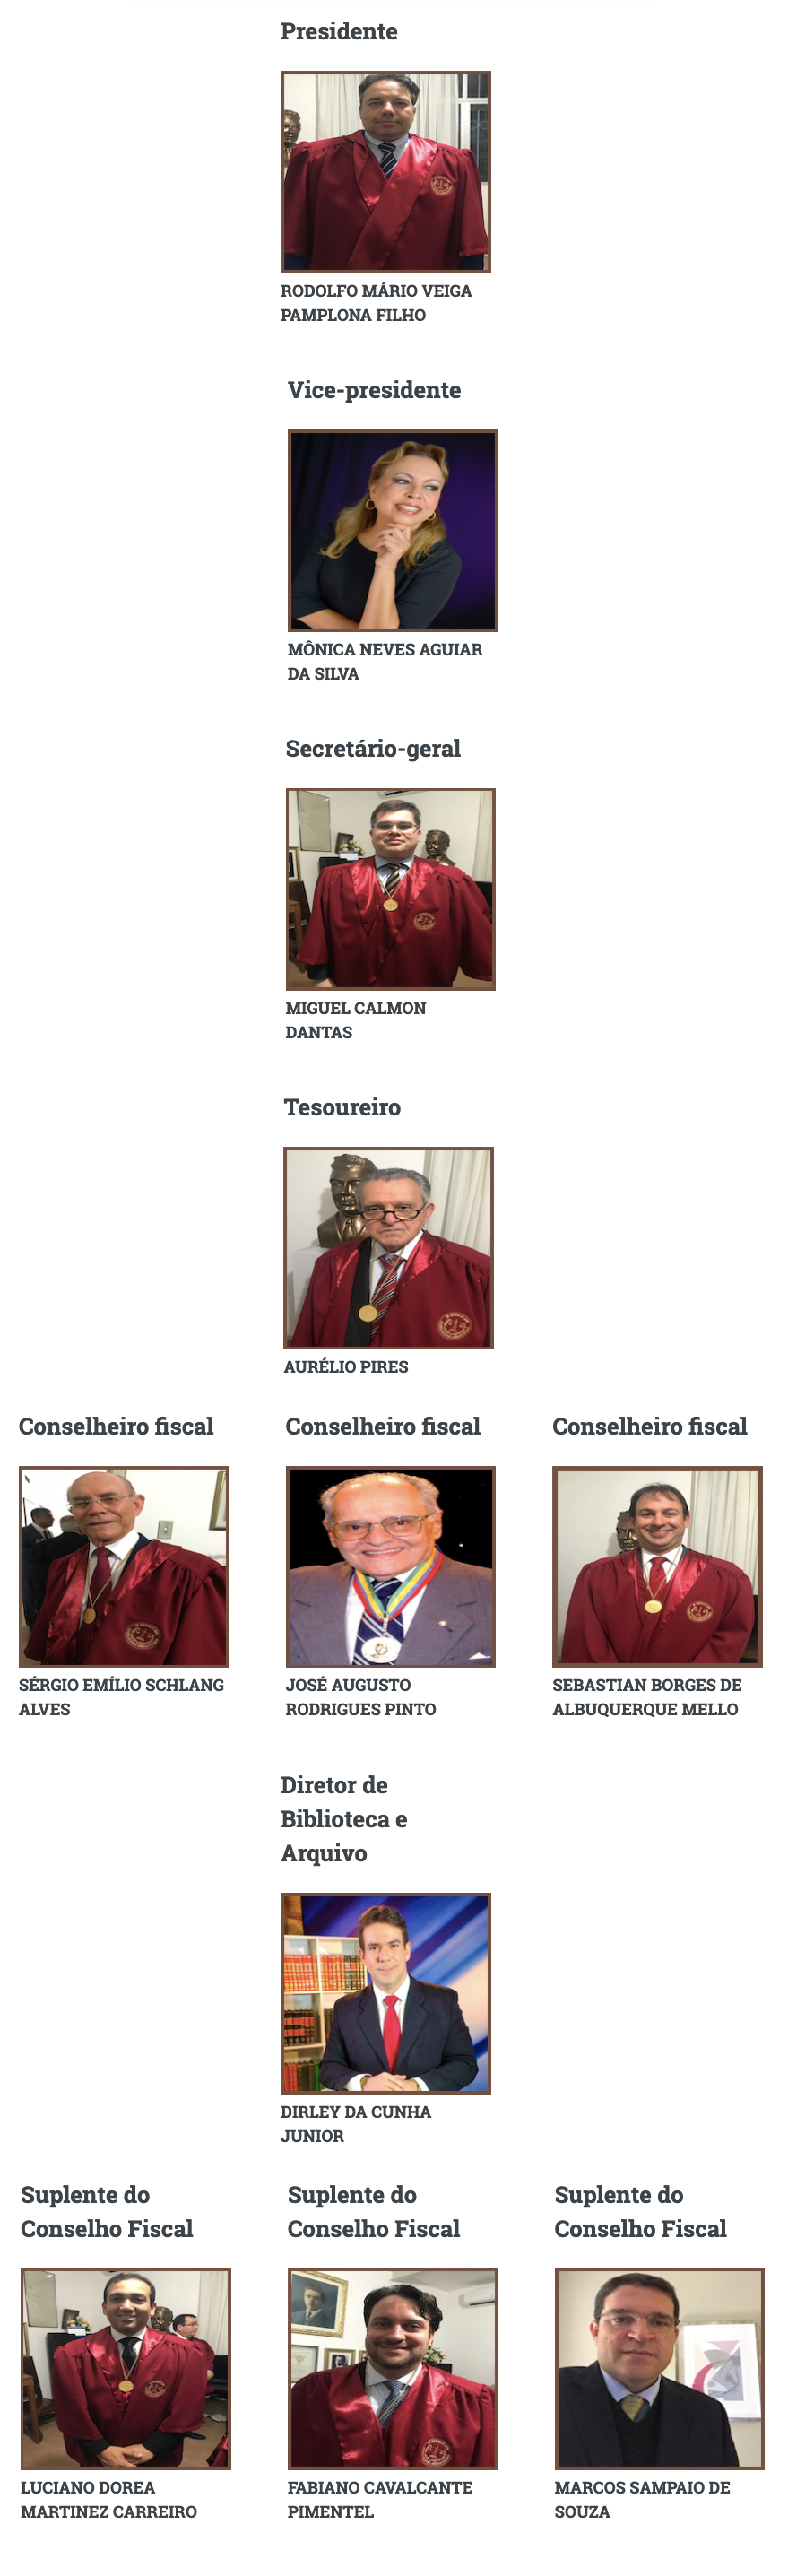 Presidente
RODOLFO MÁRIO VEIGA
PAMPLONA FILHO
Vice-presidente
MÔNICA NEVES AGUIAR
DA SILVA
Secretário-geral
MIGUEL CALMON
DANTAS
Tesoureiro
AURÉLIO PIRES
Conselheiro fiscal
SÉRGIO EMÍLIO SCHLANG
ALVES
Conselheiro fiscal
JOSÉ AUGUSTO
RODRIGUES PINTO
Conselheiro fiscal
SEBASTIAN BORGES DE
ALBUQUERQUE MELLO
Diretor de
Biblioteca e
Arquivo
DIRLEY DA CUNHA
JUNIOR
Suplente do
Conselho Fiscal
LUCIANO DOREA
MARTINEZ CARREIRO
Suplente do
Conselho Fiscal
FABIANO CAVALCANTE
PIMENTEL
Suplente do
Conselho Fiscal
MARCOS SAMPAIO DE
SOUZA